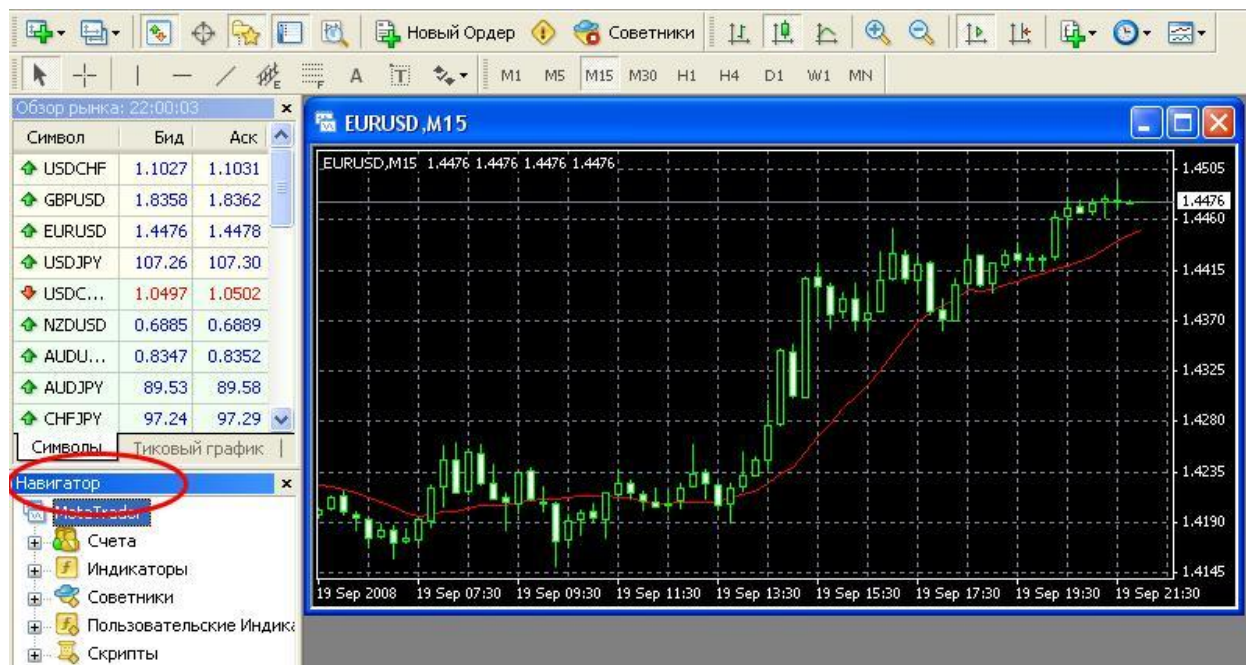 Новый Ордер Советники
E F A T M1 M5 M15 M30 H1 H4 D1 W1 MN
Обзор рынка: 22:00:03
Символ Бид Аск
USDCHF 1.1027 1.1031
GBPUSD 1.8358 1.8362
EURUSD 1.4476 1.4478
USDJPY 107.26 107.30
USDC... 1.0497 1.0502
NZDUSD 0.6885 0.6889
AUDU... 0.8347 0.8352
AUDJPY 89.53 89.58
CHFJPY 97.24 97.29
Символы Тиковый график
Навигатор
MetaTrader
Счета
Индикаторы
Советники
Пользовательские Индика
Скрипты
EURUSD,M15
EURUSD,M15 1.4476 1.4476 1.4476 1.4476
1.4505
1.4476
1.4460
1.4415
1.4370
1.4325
1.4280
1.4235
1.4190
1.4145
19 Sep 2008 19 Sep 07:30 19 Sep 09:30 19 Sep 11:30 19 Sep 13:30 19 Sep 15:30 19 Sep 17:30 19 Sep 19:30 19 Sep 21:30